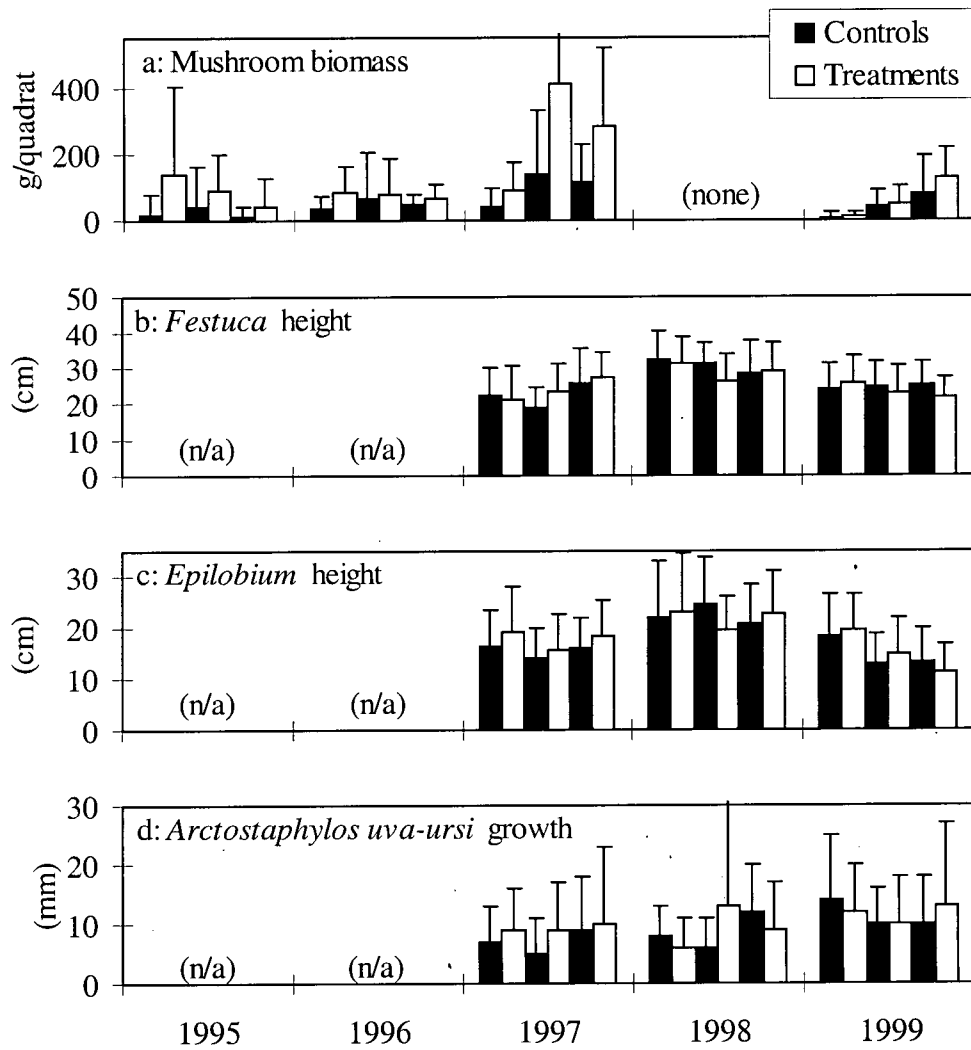 Controls
Treatments
a: Mushroom biomass
g/quadrat
400
200
0
(none)
b: Festuca height
(cm)
50
40
30
20
10
0
(n/a)
(n/a)
c: Epilobium height
(cm)
30
20
10
0
(n/a)
(n/a)
d: Arctostaphylos uva-ursi growth
(mm)
30
20
10
0
(n/a)
(n/a)
1995
1996
1997
1998
1999